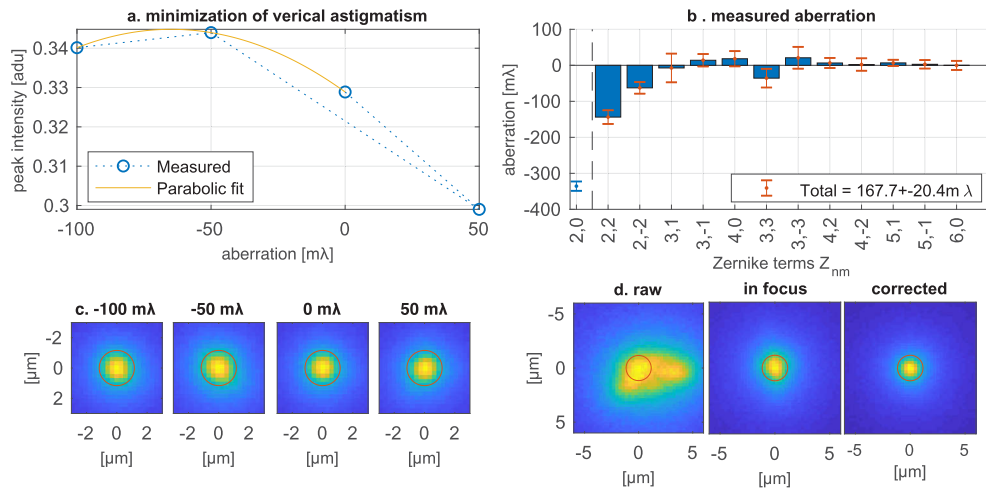 a. minimization of verical astigmatism
peak intensity [adu]
0.34
0.33
0.32
0.31
0.3
Measured
Parabolic fit
-100
-50
0
50
aberration [mλ]
b . measured aberration
aberration [mλ]
100
0
-100
-200
-300
-400
Total = 167.7+-20.4m λ
2,0
2,2
2,-2
3,1
3,-1
4,0
3,3
3,-3
4,2
4,-2
5,1
5,-1
6,0
Zernike terms Znm
c. -100 mλ
-50 mλ
0 mλ
50 mλ
[µm]
-2
0
2
-2 0 2
-2 0 2
-2 0 2
-2 0 2
[µm]
[µm]
[µm]
[µm]
d. raw
in focus
corrected
[µm]
-5
0
5
-5 0 5
-5 0 5
-5 0 5
[µm]
[µm]
[µm]